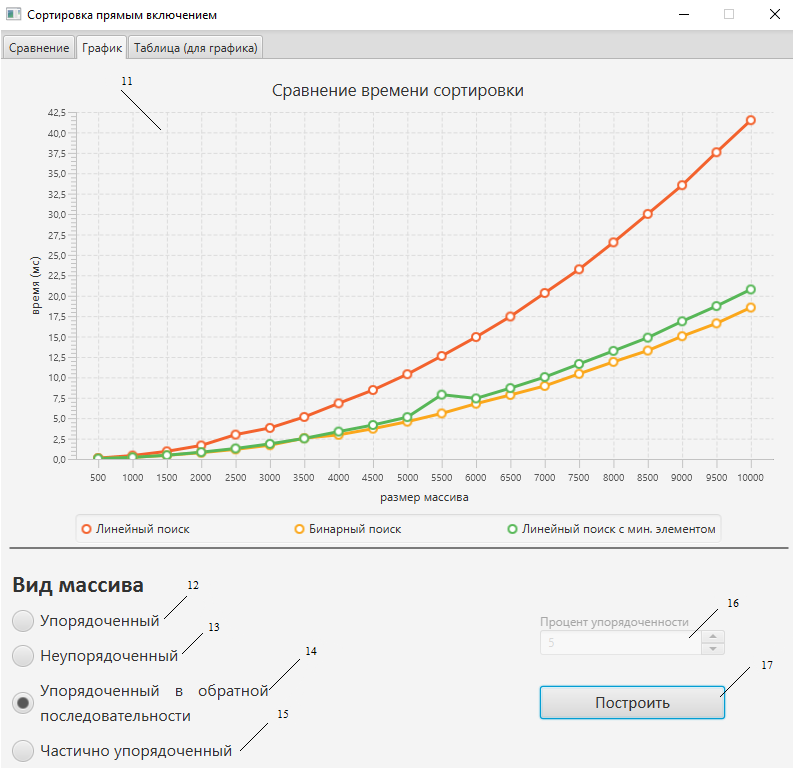 Сортировка прямым включением
Сравнение График Таблица (для графика)
11
Сравнение времени сортировки
42,5
40,0
37,5
35,0
32,5
30,0
27,5
25,0
22,5
20,0
17,5
15,0
12,5
10,0
7,5
5,0
2,5
0,0
время (мс)
500 1000 1500 2000 2500 3000 3500 4000 4500 5000 5500 6000 6500 7000 7500 8000 8500 9000 9500 10000
размер массива
Линейный поиск Бинарный поиск Линейный поиск с мин. элементом
Вид массива
12
Упорядоченный
13
Неупорядоченный
14
Упорядоченный в обратной
последовательности
15
Частично упорядоченный
16
Процент упорядоченности
5
17
Построить